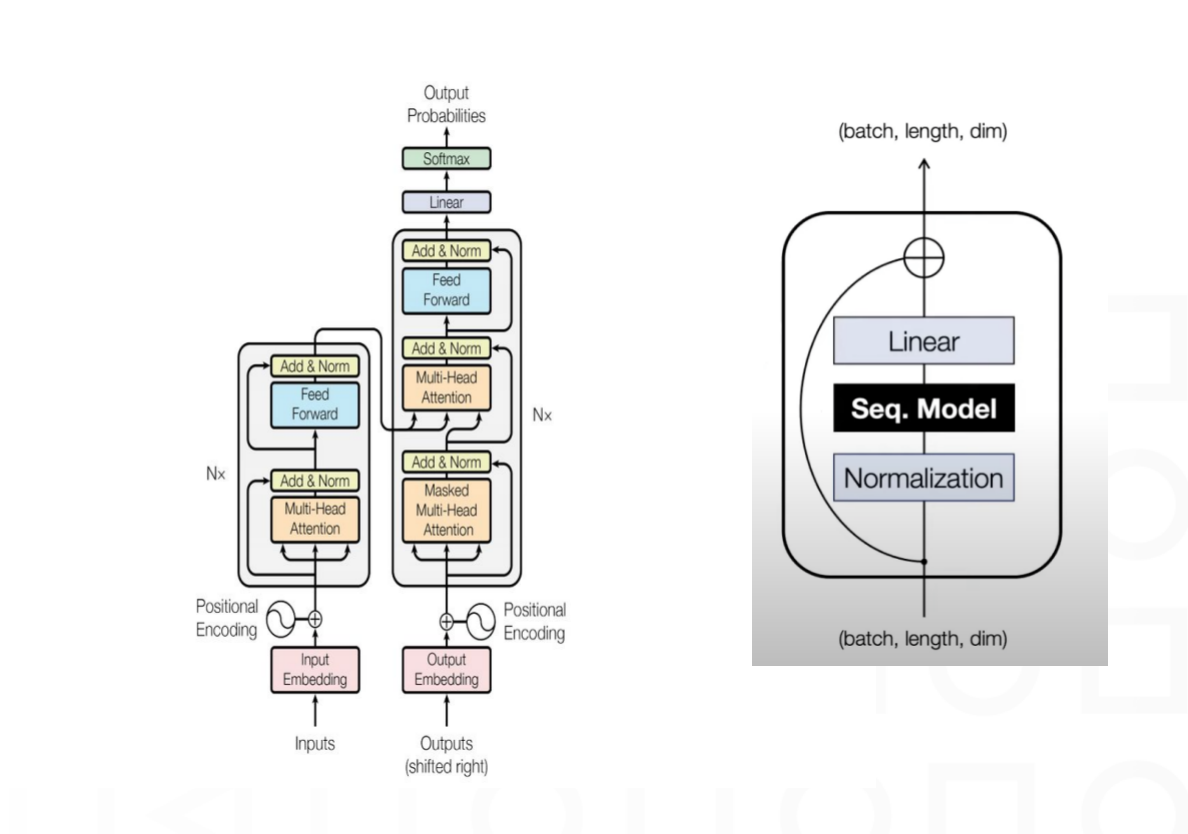 Output
Probabilities
Softmax
Linear
Add & Norm
Feed
Forward
Add & Norm
Multi-Head
Attention
Nx
Add & Norm
Masked
Multi-Head
Attention
Add & Norm
Feed
Forward
Nx
Add & Norm
Multi-Head
Attention
Positional
Encoding
Positional
Encoding
Input
Embedding
Output
Embedding
Inputs
Outputs
(shifted right)
(batch, length, dim)
Linear
Seq. Model
Normalization
(batch, length, dim)